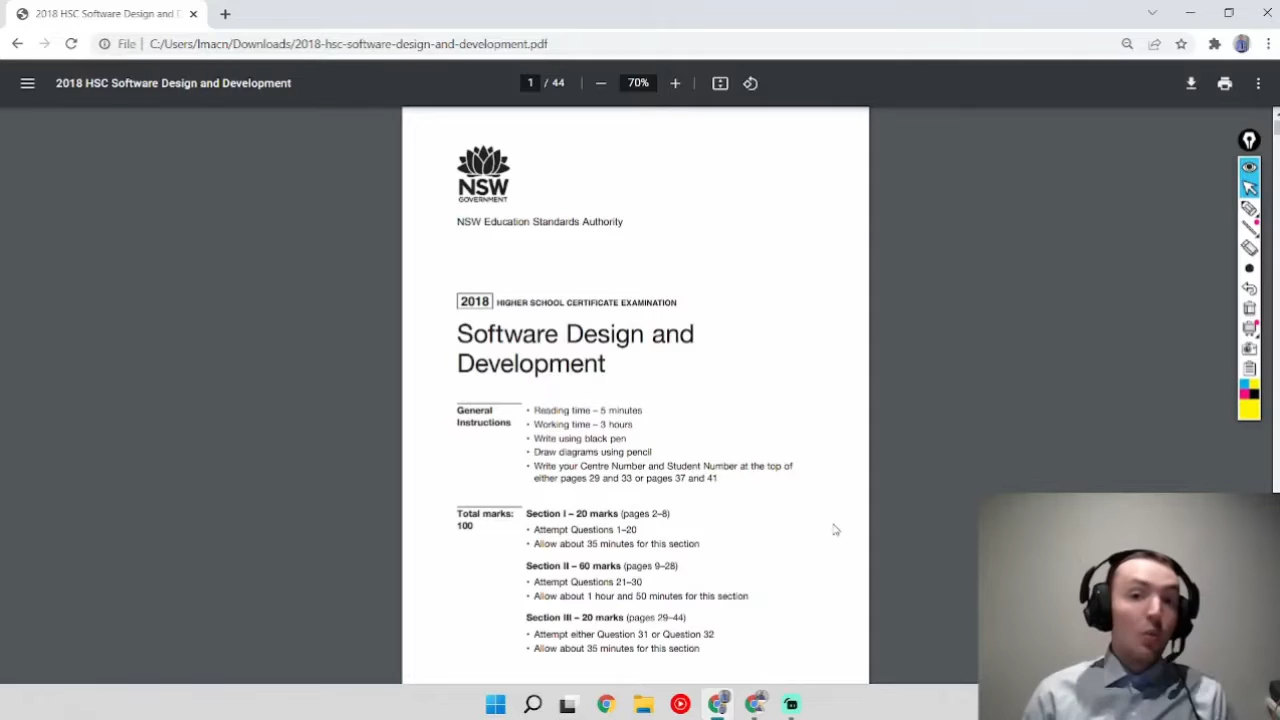 2018 HSC Software Design and D
File
C:/Users/lmacn/Downloads/2018-hsc-software-design-and-development.pdf
2018 HSC Software Design and Development
1 / 44
70%
NSW
GOVERNMENT
NSW Education Standards Authority
2018 HIGHER SCHOOL CERTIFICATE EXAMINATION
Software Design and
Development
General
Instructions
• Reading time – 5 minutes
• Working time – 3 hours
• Write using black pen
• Draw diagrams using pencil
• Write your Centre Number and Student Number at the top of
either pages 29 and 33 or pages 37 and 41
Total marks:
100
Section I – 20 marks (pages 2–8)
• Attempt Questions 1–20
• Allow about 35 minutes for this section
Section II – 60 marks (pages 9–28)
• Attempt Questions 21–30
• Allow about 1 hour and 50 minutes for this section
Section III – 20 marks (pages 29–44)
• Attempt either Question 31 or Question 32
• Allow about 35 minutes for this section